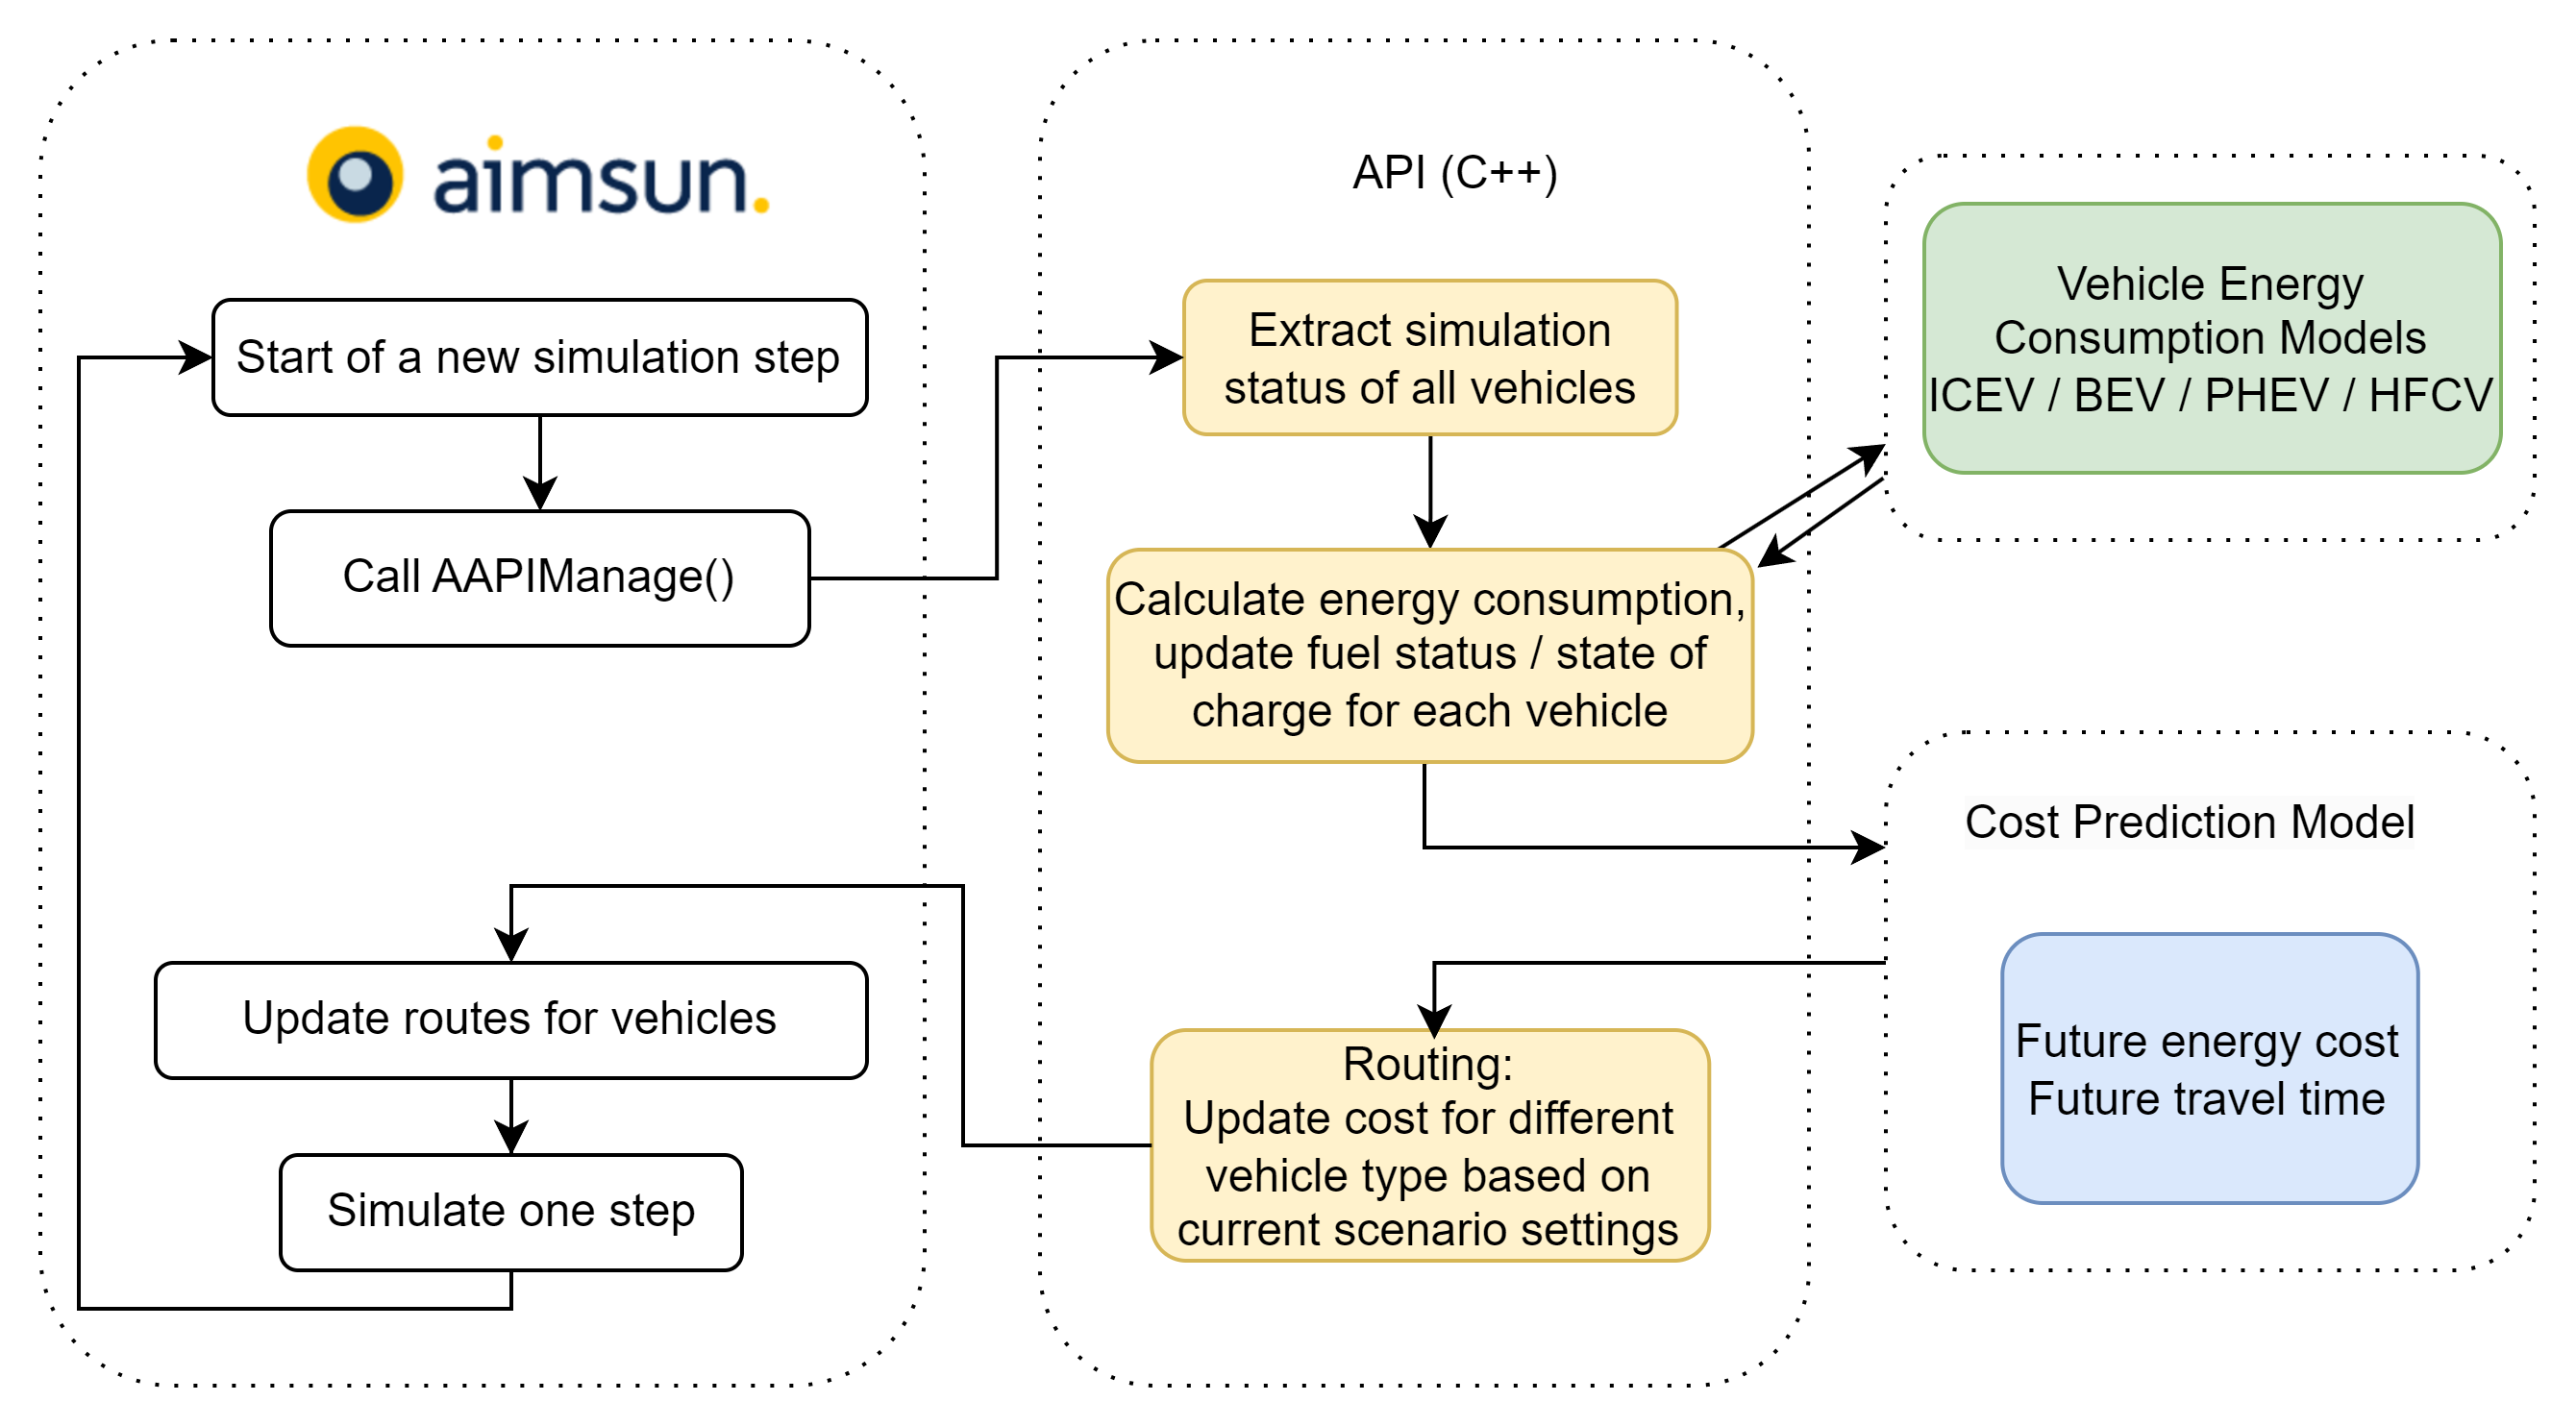 aimsun.
Start of a new simulation step
Call AAPIManage()
Update routes for vehicles
Simulate one step
API (C++)
Extract simulation
status of all vehicles
Calculate energy consumption,
update fuel status / state of
charge for each vehicle
Routing:
Update cost for different
vehicle type based on
current scenario settings
Vehicle Energy
Consumption Models
ICEV / BEV / PHEV / HFCV
Cost Prediction Model
Future energy cost
Future travel time